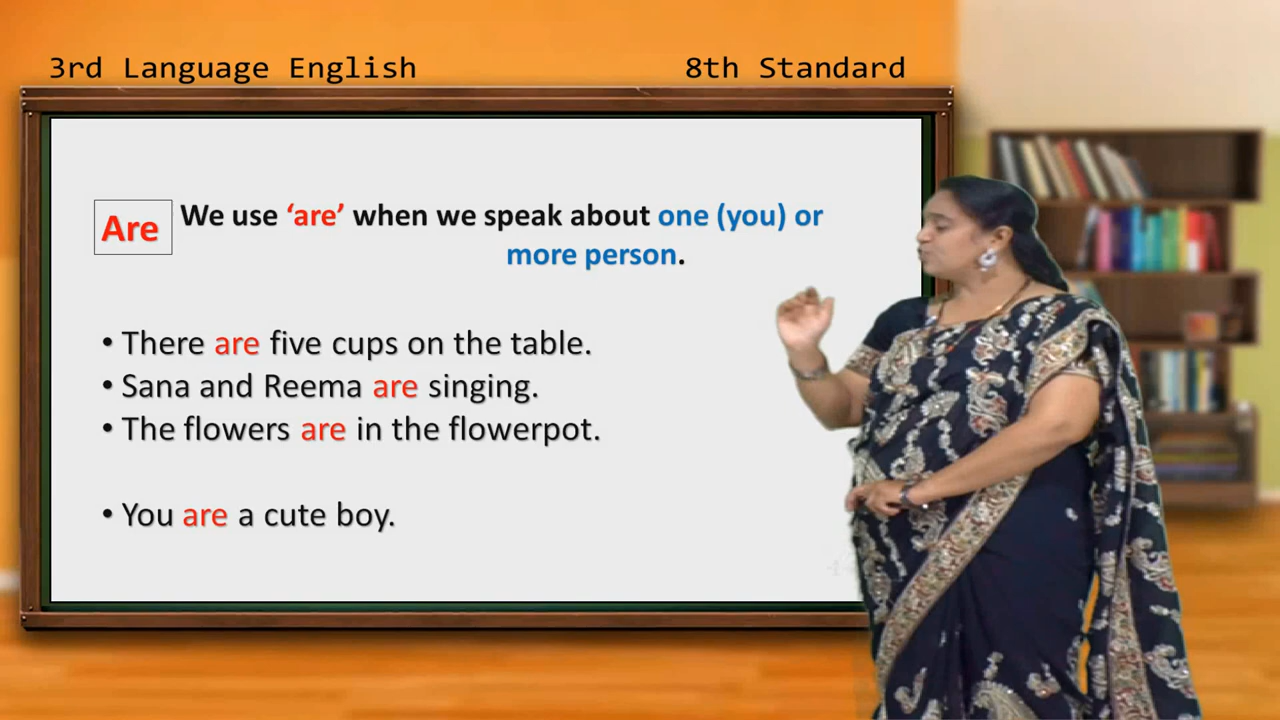 3rd Language English
8th Standard
Are
We use ‘are’ when we speak about one (you) or
more person.
• There are five cups on the table.
• Sana and Reema are singing.
• The flowers are in the flowerpot.
• You are a cute boy.